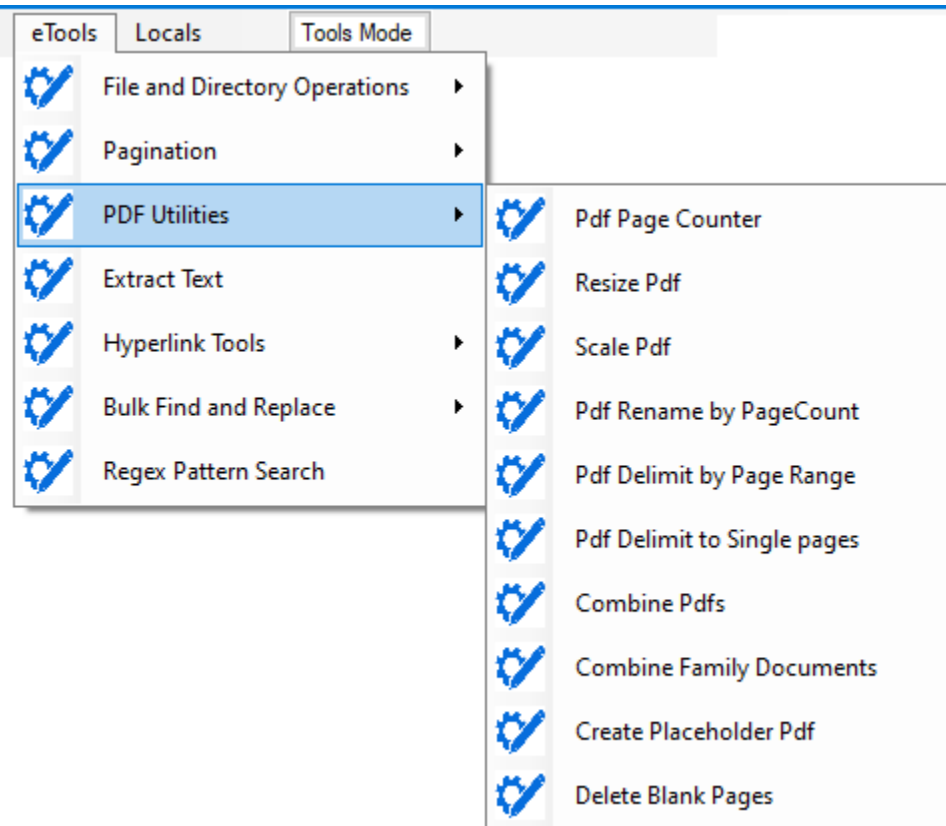 eTools Locals Tools Mode
File and Directory Operations
Pagination
PDF Utilities
Extract Text
Hyperlink Tools
Bulk Find and Replace
Regex Pattern Search
Pdf Page Counter
Resize Pdf
Scale Pdf
Pdf Rename by PageCount
Pdf Delimit by Page Range
Pdf Delimit to Single pages
Combine Pdfs
Combine Family Documents
Create Placeholder Pdf
Delete Blank Pages